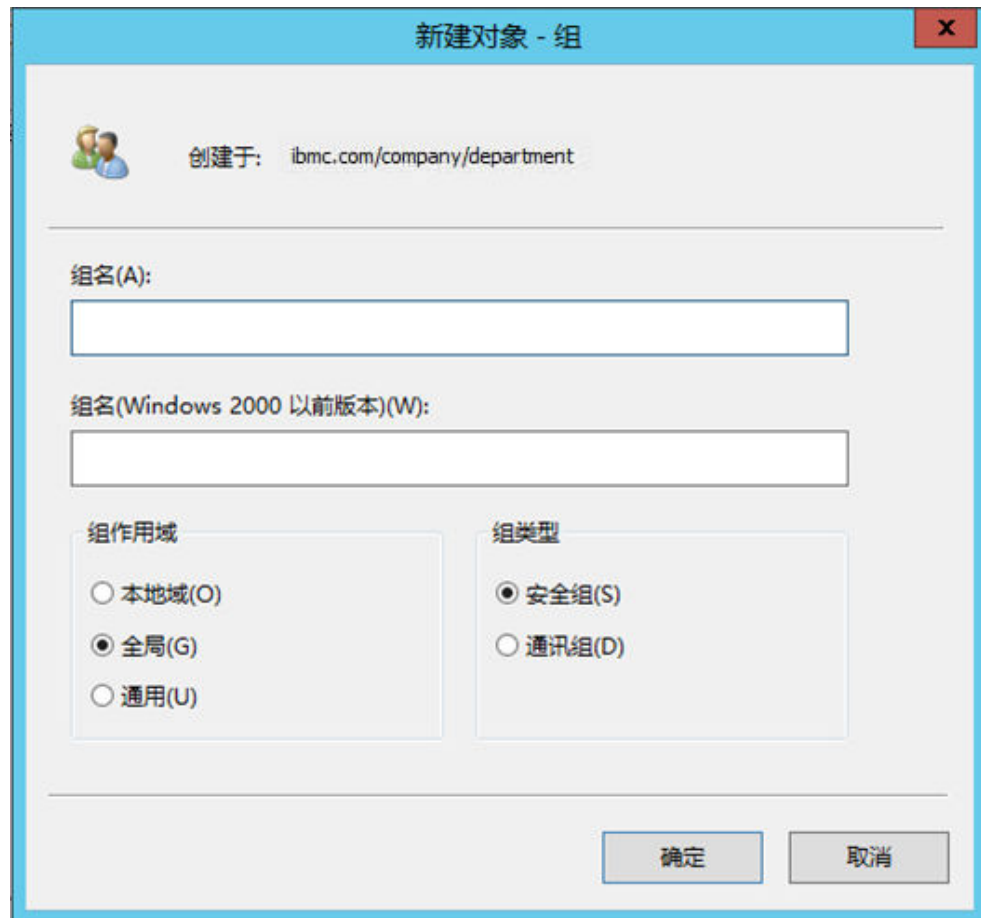 新建对象 - 组
x
创建于: ibmc.com/company/department
组名(A):
组名(Windows 2000 以前版本)(W):
组作用域
本地域(O)
全局(G)
通用(U)
组类型
安全组(S)
通讯组(D)
确定 取消